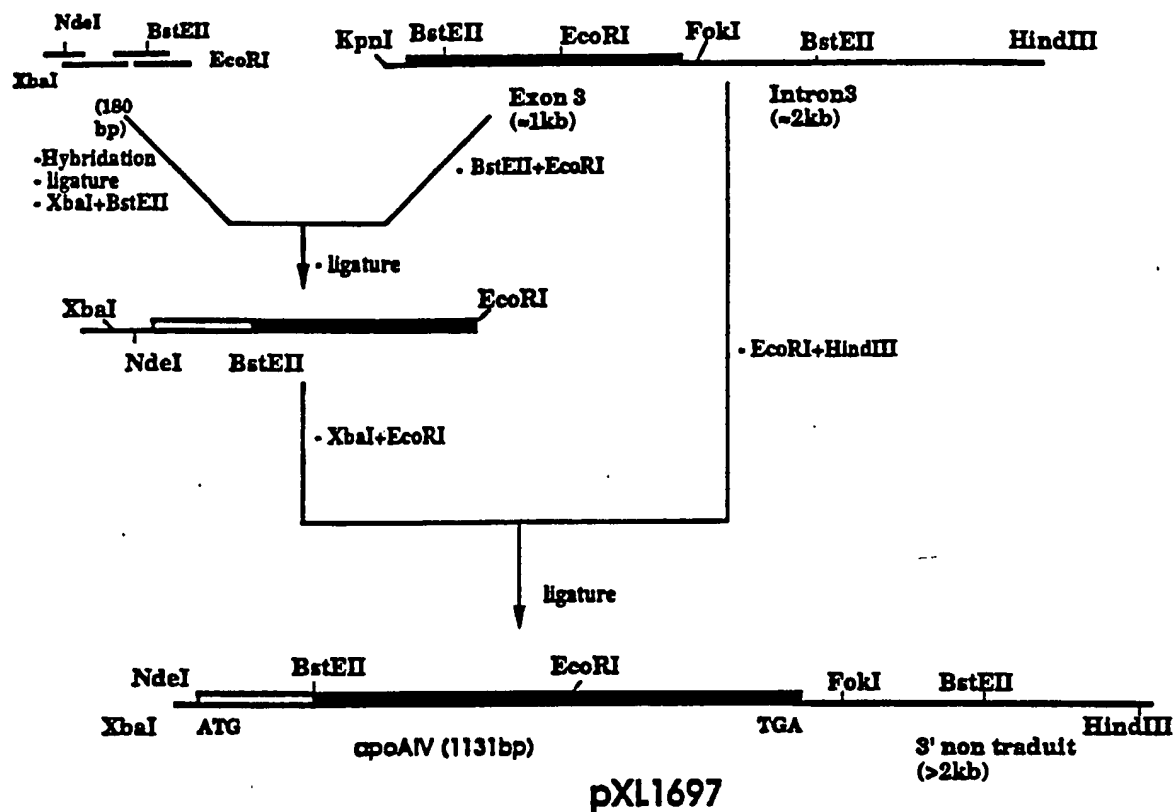 NdeI
BstEII
EcoRI
XbaI
KpnI
BstEII
EcoRI
FokI
BstEII
HindIII
(180
bp)
-Hybridation
- ligature
- XbaI+BstEII
Exon 3
(≈1kb)
- BstEII+EcoRI
Intron3
(≈2kb)
- ligature
XbaI
EcoRI
NdeI
BstEII
- EcoRI+HindIII
- XbaI+EcoRI
ligature
NdeI
BstEII
EcoRI
FokI
BstEII
XbaI
ATG
TGA
HindIII
apoAIV (1131bp)
3' non traduit
(>2kb)
pXL1697